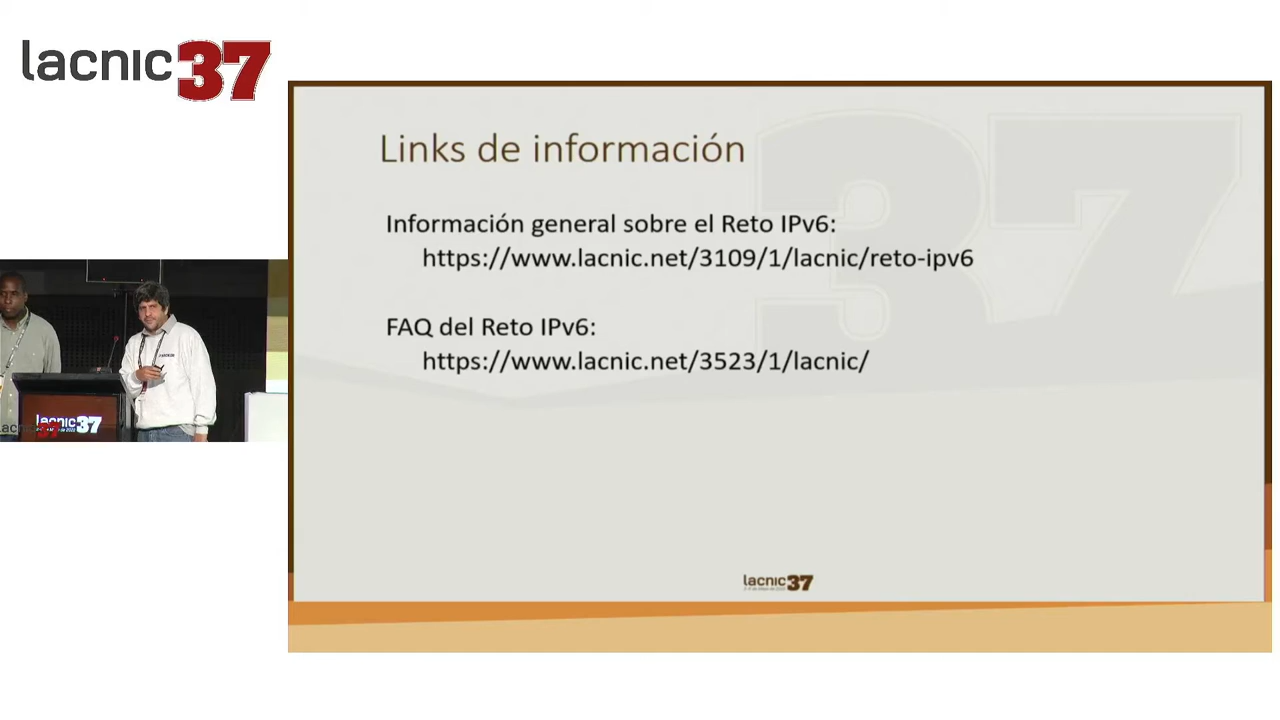 lacnic37
Links de información
Información general sobre el Reto IPv6:
https://www.lacnic.net/3109/1/lacnic/reto-ipv6
FAQ del Reto IPv6:
https://www.lacnic.net/3523/1/lacnic/
lacnic37
lacnic37
lacnic37